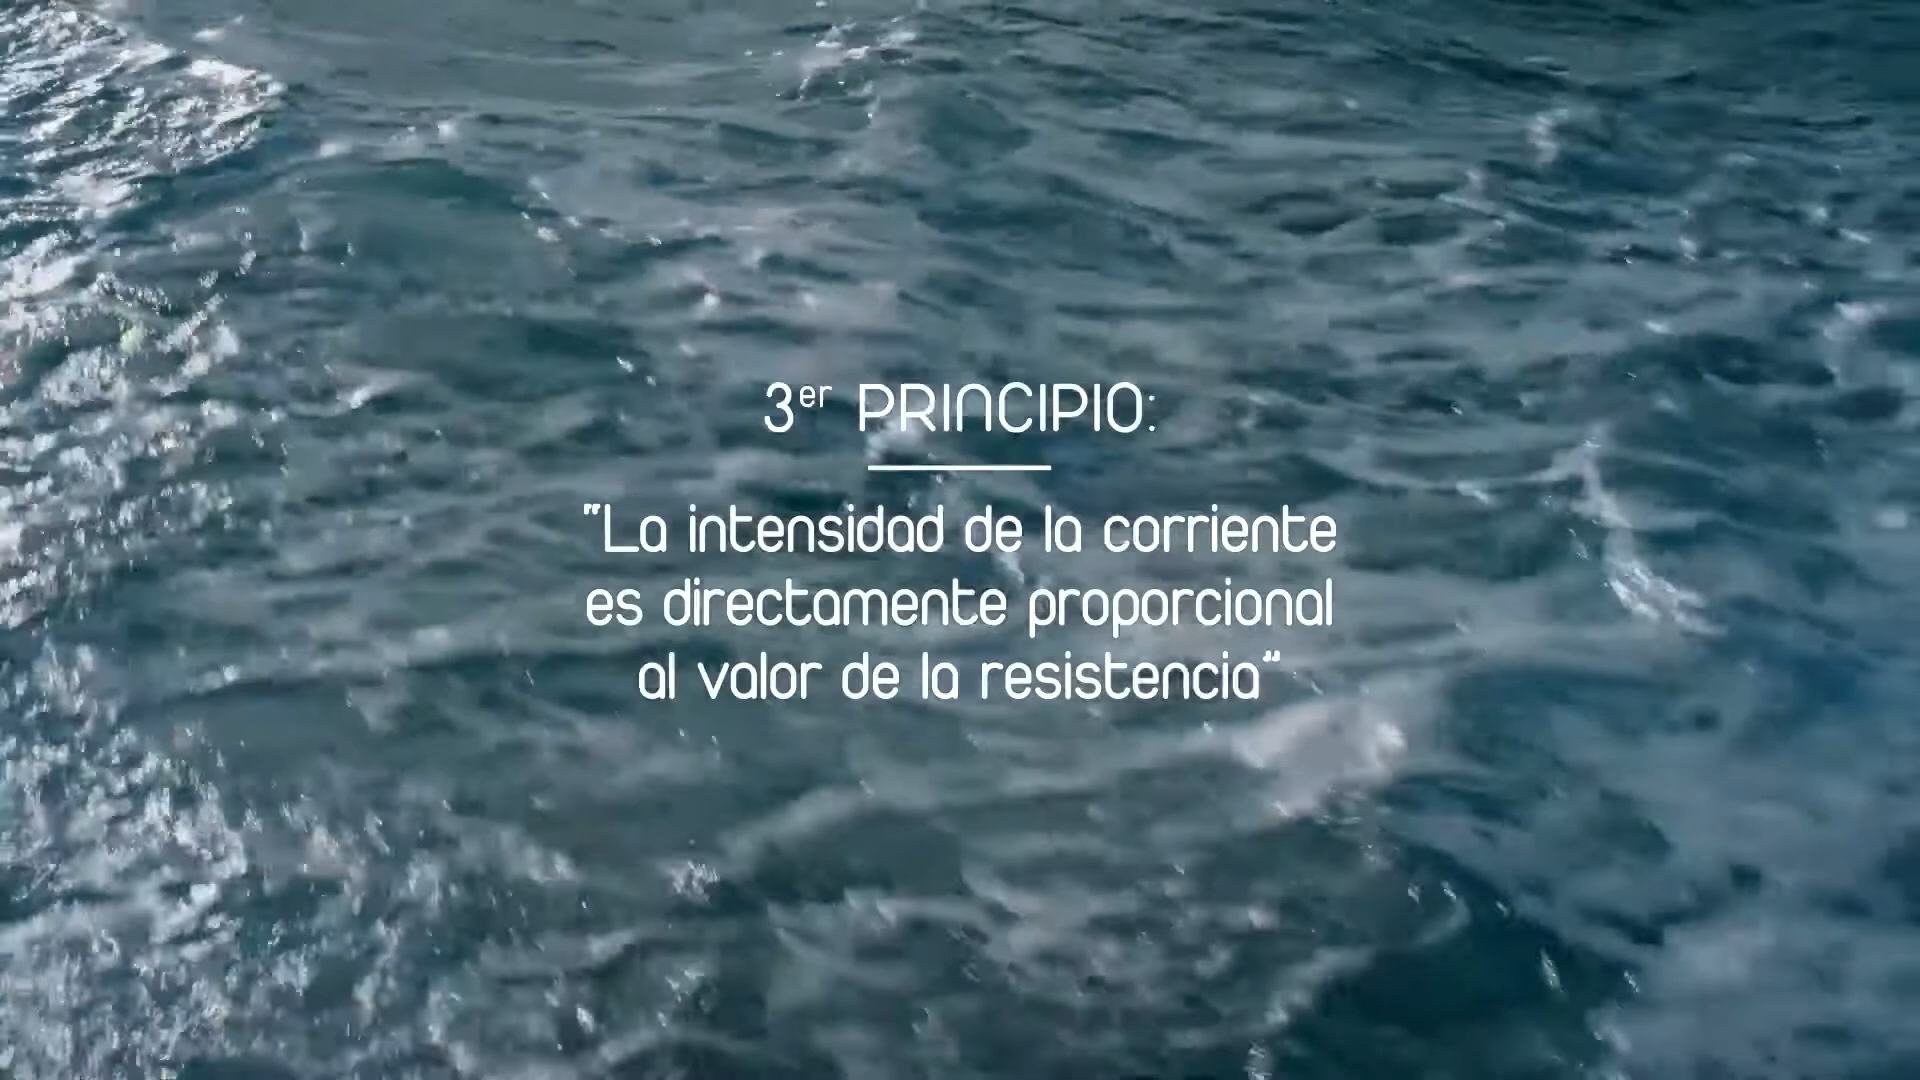 3er PRINCIPIO:
"La intensidad de la corriente
es directamente proporcional
al valor de la resistencia"